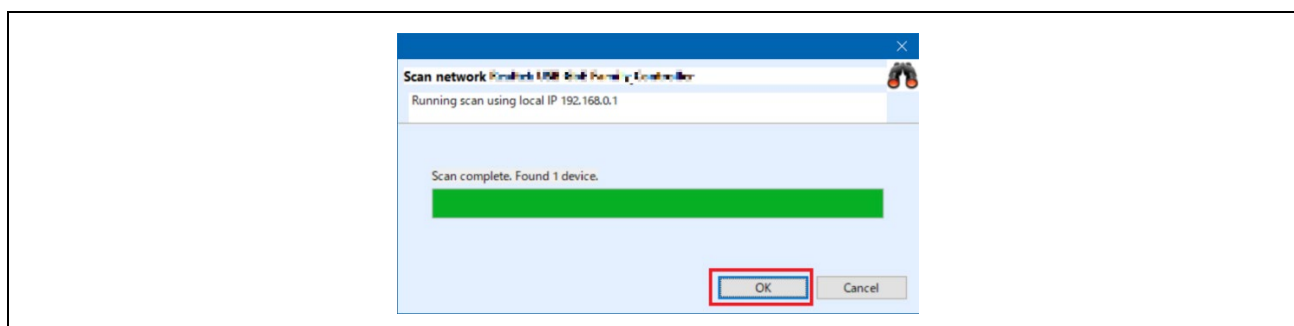 Scan network
Running scan using local IP 192.168.0.1
Scan complete. Found 1 device.
OK
Cancel